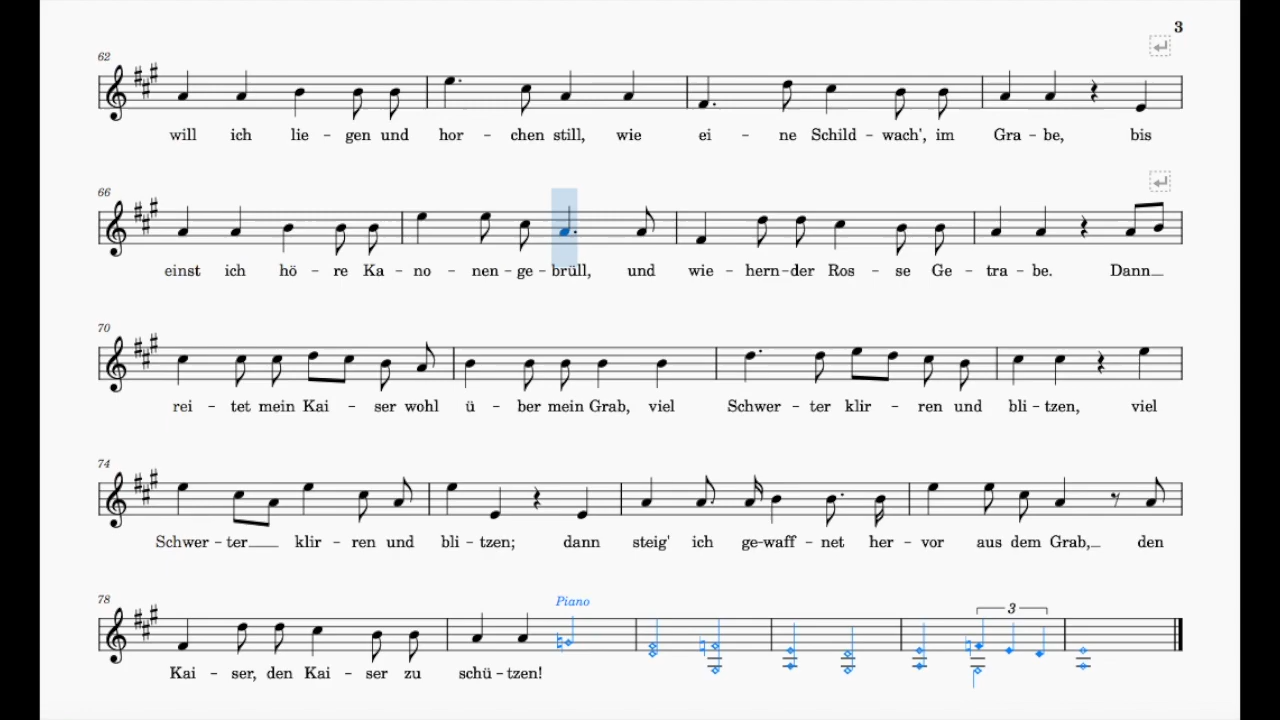 3
62
will ich lie - gen und hor - chen still, wie ei - ne Schild - wach', im Gra - be, bis
66
einst ich hö - re Ka - no - nen - ge - brüll, und wie - hern - der Ros - se Ge - tra - be. Dann
70
rei - tet mein Kai - ser wohl ü - ber mein Grab, viel Schwer - ter klir - ren und bli - tzen, viel
74
Schwer - ter klir - ren und bli - tzen; dann steig' ich ge - waff - net her - vor aus dem Grab, den
78
Piano
3
Kai - ser, den Kai - ser zu schü - tzen!